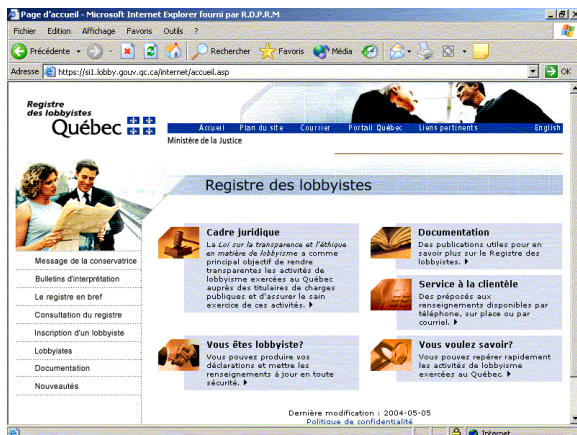 Page d'accueil - Microsoft Internet Explorer fourni par R.D.P.R.M
Fichier Edition Affichage Favoris Outils ?
Précédente Rechercher Favoris Média
Adresse https://si1.lobby.gouv.qc.ca/internet/accueil.asp OK
Registre
des lobbyistes
Québec
Accueil Plan du site Courrier Portail Québec Liens pertinents English
Ministère de la Justice
Registre des lobbyistes
Message de la conservatrice
Bulletins d'interprétation
Le registre en bref
Consultation du registre
Inscription d'un lobbyiste
Lobbyistes
Documentation
Nouveautés
Cadre juridique
La Loi sur la transparence et l'éthique
en matière de lobbyisme a comme
principal objectif de rendre
transparentes les activités de
lobbyisme exercées au Québec
auprès des titulaires de charges
publiques et d'assurer le sain
exercice de ces activités.
Documentation
Des publications utiles pour en
savoir plus sur le Registre des
lobbyistes.
Service à la clientèle
Des préposés aux
renseignements disponibles par
téléphone, sur place ou par
courriel.
Vous êtes lobbyiste?
Vous pouvez produire vos
déclarations et mettre les
renseignements à jour en toute
sécurité.
Vous voulez savoir?
Vous pouvez repérer rapidement
les activités de lobbyisme
exercées au Québec.
Dernière modification : 2004-05-05
Politique de confidentialité
Internet